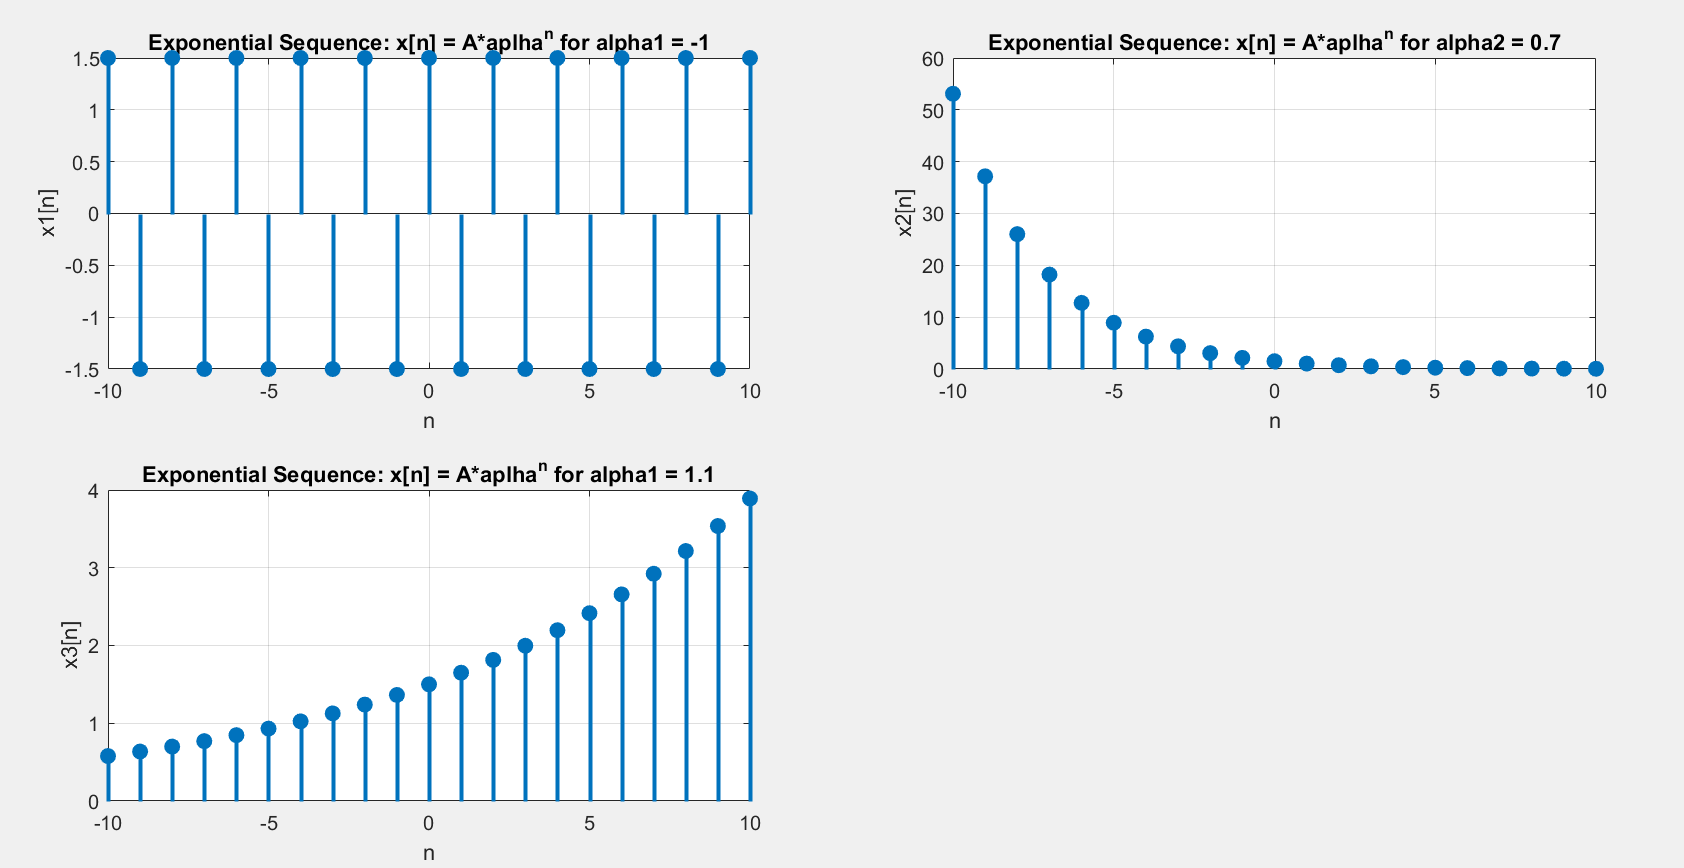 Exponential Sequence: x[n] = A*aplha^n for alpha1 = -1
1.5
1
0.5
0
-0.5
-1
-1.5
x1[n]
-10 -5 0 5 10
n
Exponential Sequence: x[n] = A*aplha^n for alpha2 = 0.7
60
50
40
30
20
10
0
x2[n]
-10 -5 0 5 10
n
Exponential Sequence: x[n] = A*aplha^n for alpha1 = 1.1
4
3
2
1
0
x3[n]
-10 -5 0 5 10
n